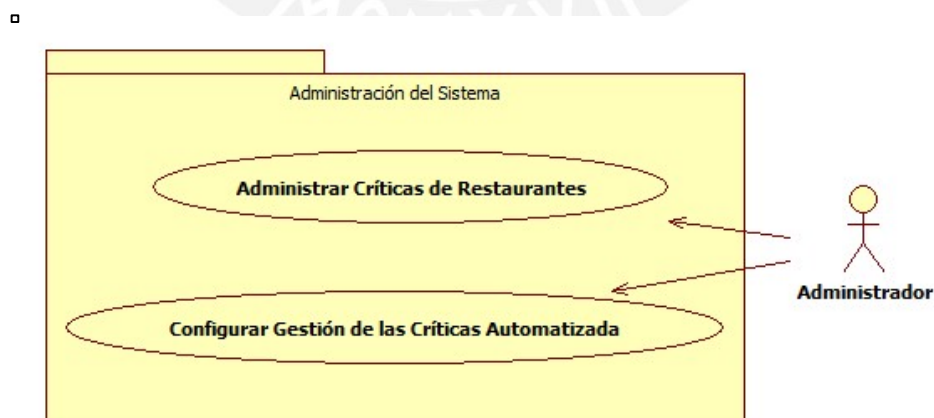 Administración del Sistema
Administrar Críticas de Restaurantes
Administrador
Configurar Gestión de las Críticas Automatizada